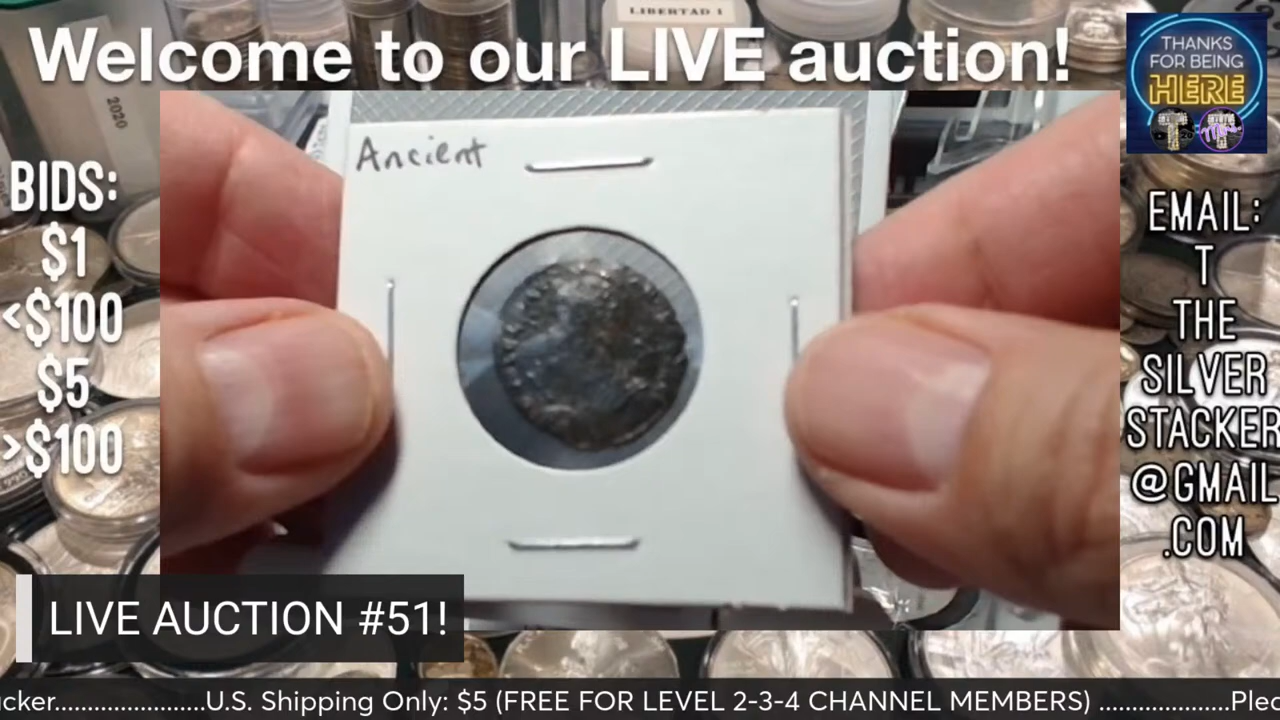 LIBERTAD 1
Welcome to our LIVE auction!
THANKS
FOR BEING
HERE
2020
Ancient
BIDS:
$1
<$100
$5
>$100
EMAIL:
T
THE
SILVER
STACKER
@GMAIL
.COM
LIVE AUCTION #51!
cker.......................U.S. Shipping Only: $5 (FREE FOR LEVEL 2-3-4 CHANNEL MEMBERS) ....................Plec